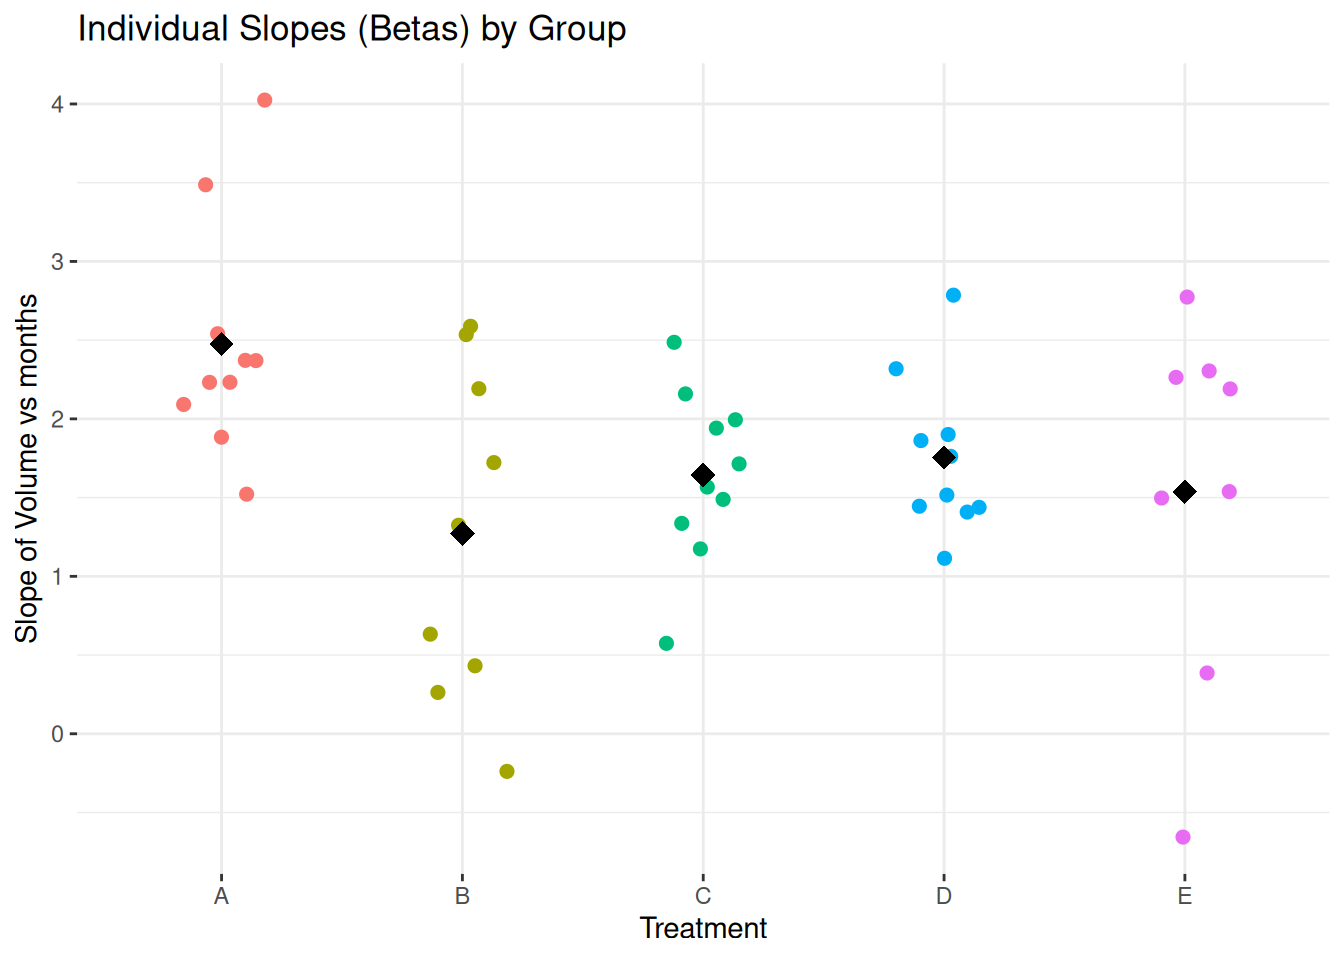 Individual Slopes (Betas) by Group
Slope of Volume vs months
4
3
2
1
0
A B C D E
Treatment